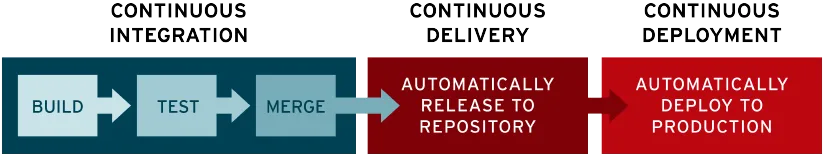 CONTINUOUS
INTEGRATION
BUILD
TEST
MERGE
CONTINUOUS
DELIVERY
AUTOMATICALLY
RELEASE TO
REPOSITORY
CONTINUOUS
DEPLOYMENT
AUTOMATICALLY
DEPLOY TO
PRODUCTION